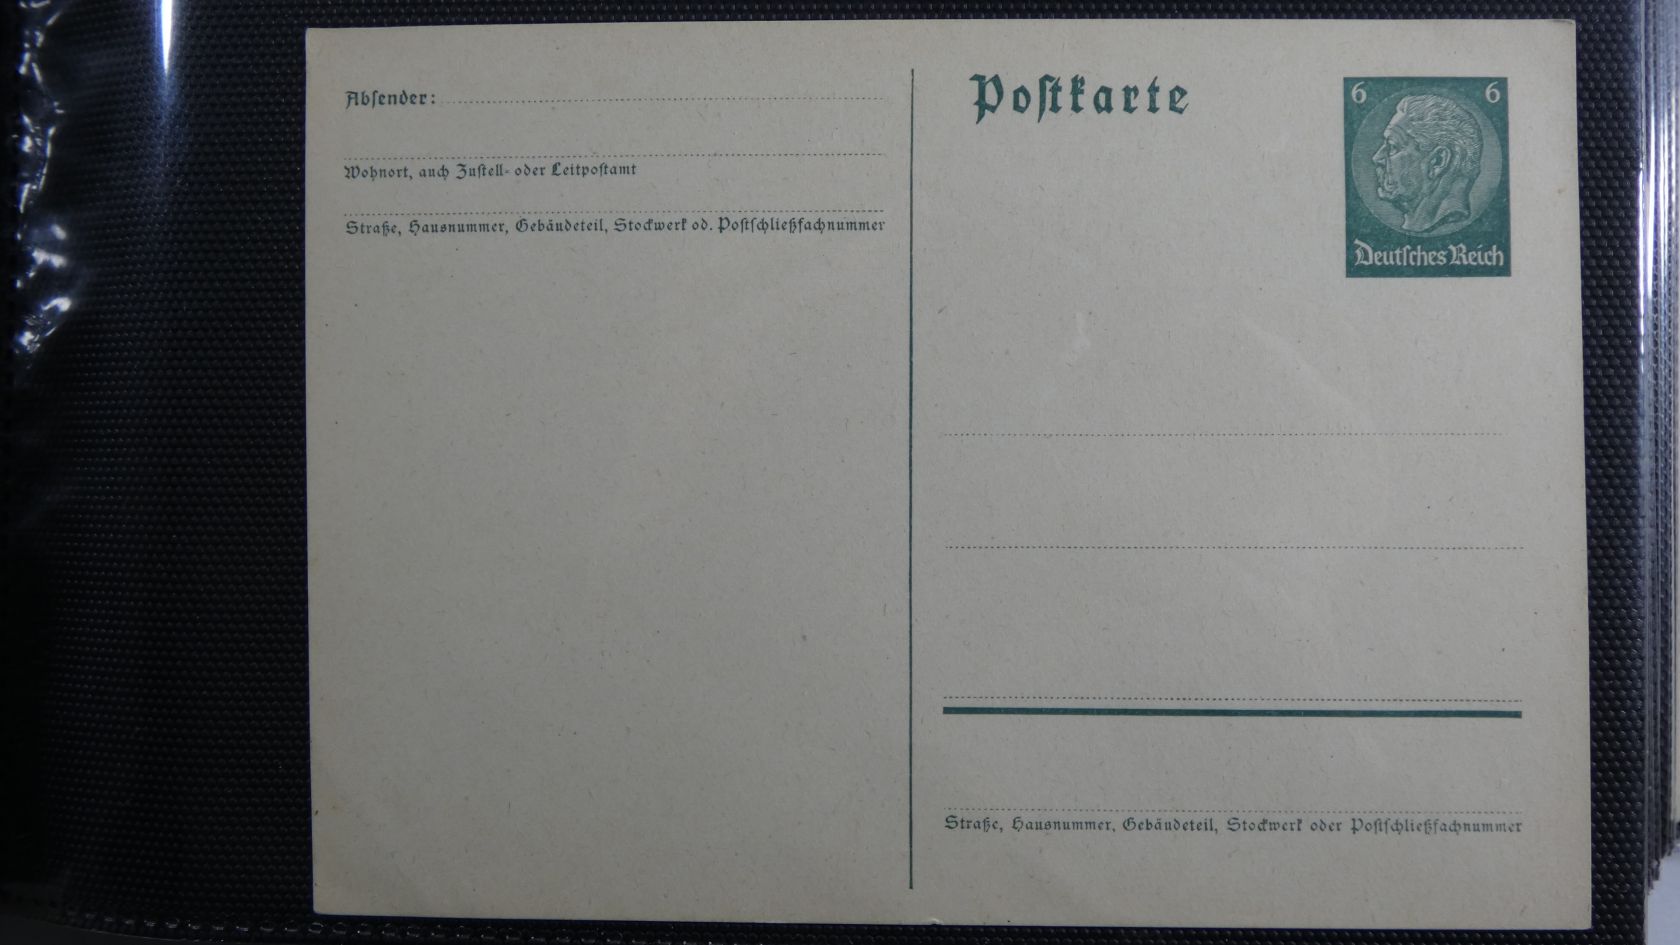 Abſender:
Wohnort, auch Zuſtell- oder Leitpoſtamt
Straße, Hausnummer, Gebäudeteil, Stockwerk od. Poſtſchließfachnummer
Poſtkarte
6 6
Deutſches Reich
Straße, Hausnummer, Gebäudeteil, Stockwerk oder Poſtſchließfachnummer